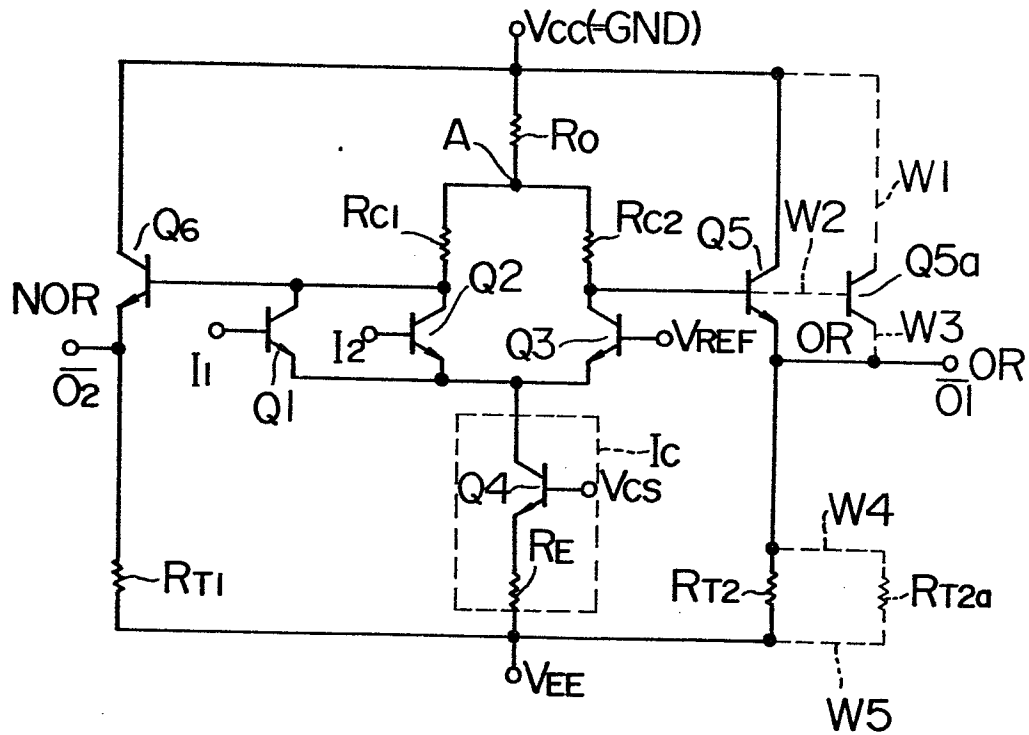 VCC(=GND)
A
RO
W1
RC1
RC2
W2
Q6
Q5
Q5a
NOR
Q2
I1
I2
Q3
VREF
OR
W3
OR
O2
Q1
O1
IC
Q4
VCS
W4
RE
RT1
RT2
RT2a
VEE
W5